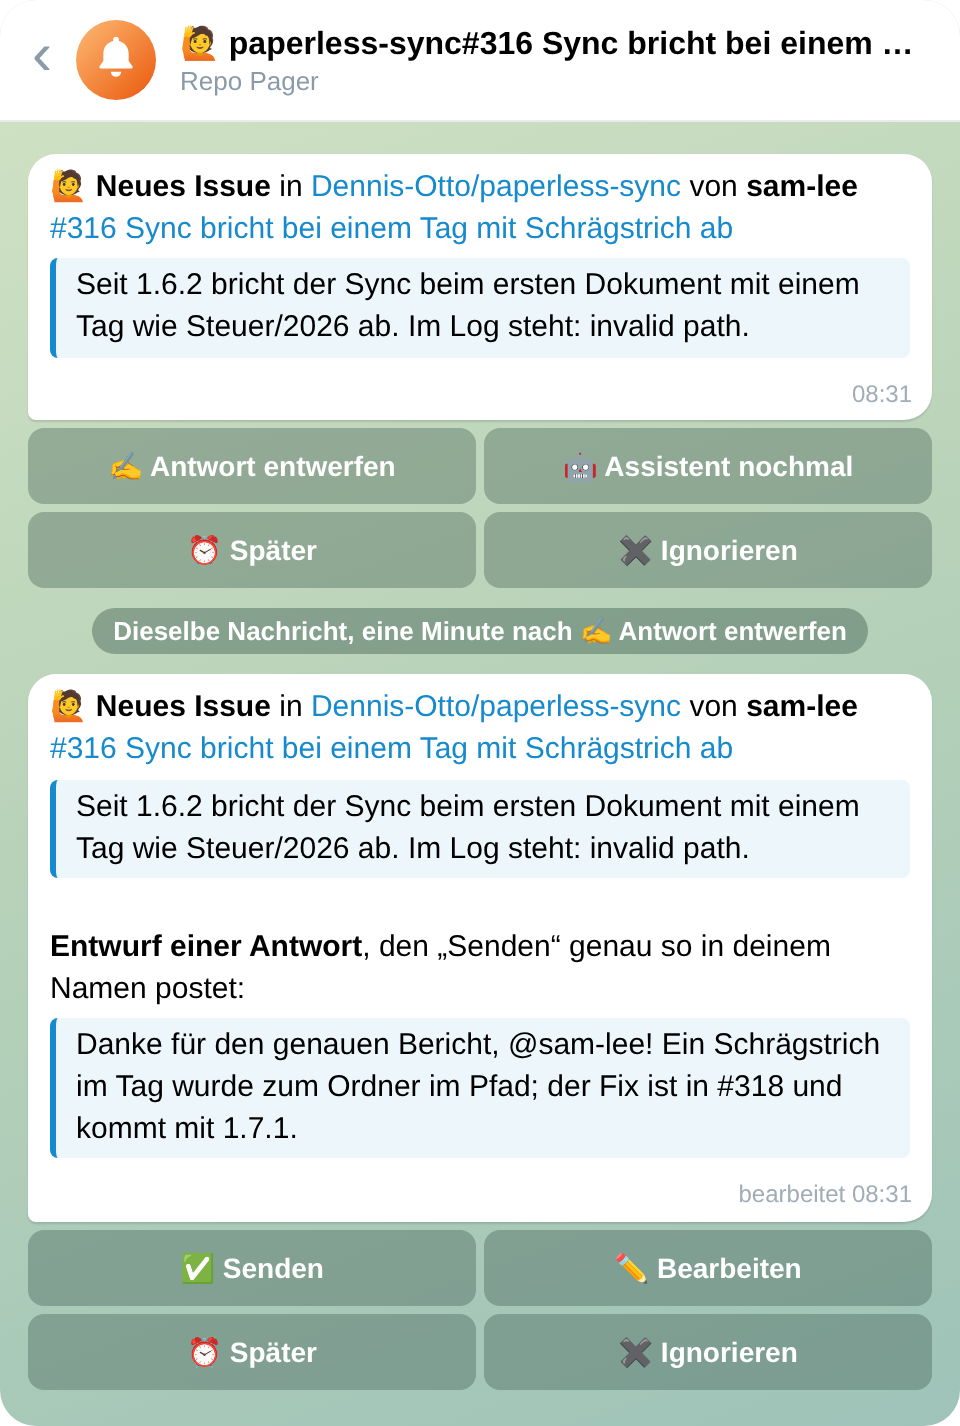 🙋 paperless-sync#316 Sync bricht bei einem …
Repo Pager
🙋 Neues Issue in Dennis-Otto/paperless-sync von sam-lee
#316 Sync bricht bei einem Tag mit Schrägstrich ab
Seit 1.6.2 bricht der Sync beim ersten Dokument mit einem
Tag wie Steuer/2026 ab. Im Log steht: invalid path.
08:31
✍️ Antwort entwerfen
🤖 Assistent nochmal
⏰ Später
✖️ Ignorieren
Dieselbe Nachricht, eine Minute nach ✍️ Antwort entwerfen
🙋 Neues Issue in Dennis-Otto/paperless-sync von sam-lee
#316 Sync bricht bei einem Tag mit Schrägstrich ab
Seit 1.6.2 bricht der Sync beim ersten Dokument mit einem
Tag wie Steuer/2026 ab. Im Log steht: invalid path.
Entwurf einer Antwort, den „Senden“ genau so in deinem
Namen postet:
Danke für den genauen Bericht, @sam-lee! Ein Schrägstrich
im Tag wurde zum Ordner im Pfad; der Fix ist in #318 und
kommt mit 1.7.1.
bearbeitet 08:31
✅ Senden
✏️ Bearbeiten
⏰ Später
✖️ Ignorieren